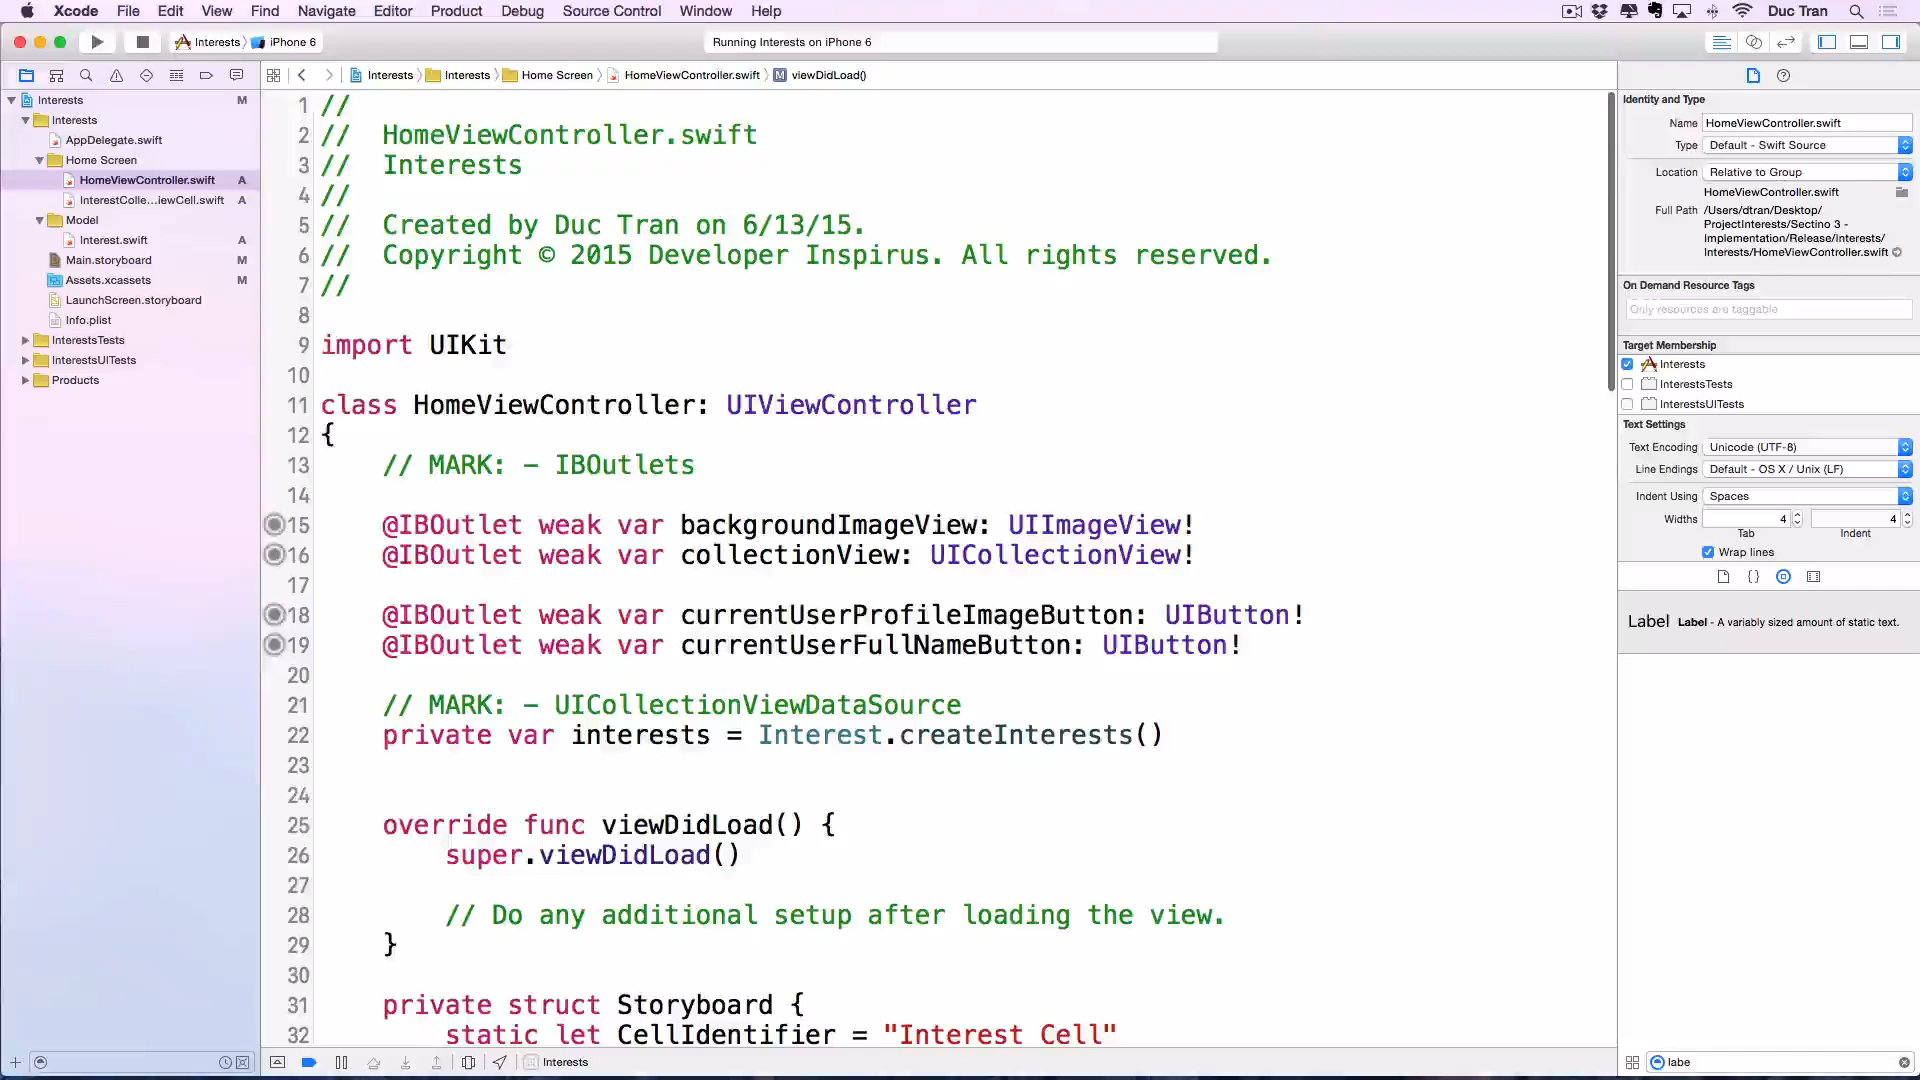 Xcode File Edit View Find Navigate Editor Product Debug Source Control Window Help Duc Tran
Interests iPhone 6 Running Interests on iPhone 6
Interests Interests Home Screen HomeViewController.swift M viewDidLoad()
Interests M
Interests
AppDelegate.swift
Home Screen
HomeViewController.swift A
InterestColle...iewCell.swift A
Model
Interest.swift A
Main.storyboard M
Assets.xcassets M
LaunchScreen.storyboard
Info.plist
InterestsTests
InterestsUITests
Products
1 //
2 //  HomeViewController.swift
3 //  Interests
4 //
5 //  Created by Duc Tran on 6/13/15.
6 //  Copyright © 2015 Developer Inspirus. All rights reserved.
7 //
8
9 import UIKit
10
11 class HomeViewController: UIViewController
12 {
13     // MARK: - IBOutlets
14
15     @IBOutlet weak var backgroundImageView: UIImageView!
16     @IBOutlet weak var collectionView: UICollectionView!
17
18     @IBOutlet weak var currentUserProfileImageButton: UIButton!
19     @IBOutlet weak var currentUserFullNameButton: UIButton!
20
21     // MARK: - UICollectionViewDataSource
22     private var interests = Interest.createInterests()
23
24
25     override func viewDidLoad() {
26         super.viewDidLoad()
27
28         // Do any additional setup after loading the view.
29     }
30
31     private struct Storyboard {
32         static let CellIdentifier = "Interest Cell"
Interests
Identity and Type
Name HomeViewController.swift
Type Default - Swift Source
Location Relative to Group
HomeViewController.swift
Full Path /Users/dtran/Desktop/
ProjectInterests/Sectino 3 -
Implementation/Release/Interests/
Interests/HomeViewController.swift
On Demand Resource Tags
Only resources are taggable
Target Membership
Interests
InterestsTests
InterestsUITests
Text Settings
Text Encoding Unicode (UTF-8)
Line Endings Default - OS X / Unix (LF)
Indent Using Spaces
Widths 4 4
Tab Indent
Wrap lines
{ }
Label Label - A variably sized amount of static text.
labe